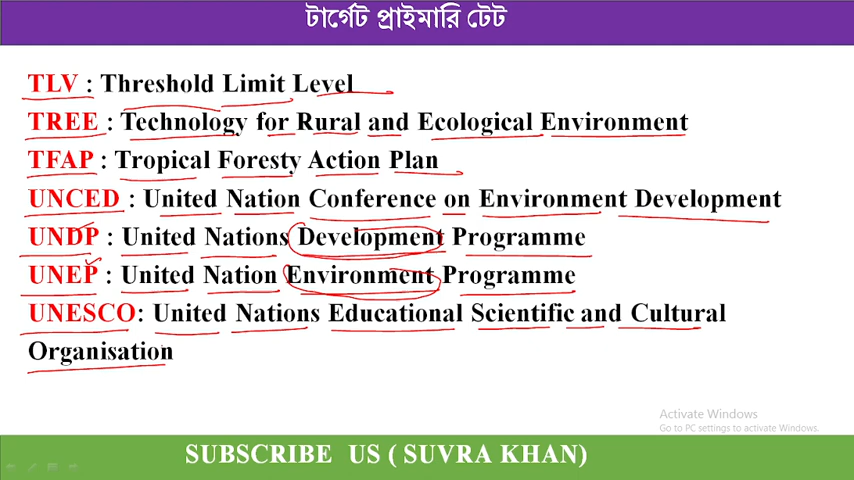 টার্গেট প্রাইমারি টেট
TLV : Threshold Limit Level
TREE : Technology for Rural and Ecological Environment
TFAP : Tropical Foresty Action Plan
UNCED : United Nation Conference on Environment Development
UNDP : United Nations Development Programme
UNEP : United Nation Environment Programme
UNESCO: United Nations Educational Scientific and Cultural
Organisation
Activate Windows
Go to PC settings to activate Windows.
SUBSCRIBE US ( SUVRA KHAN)